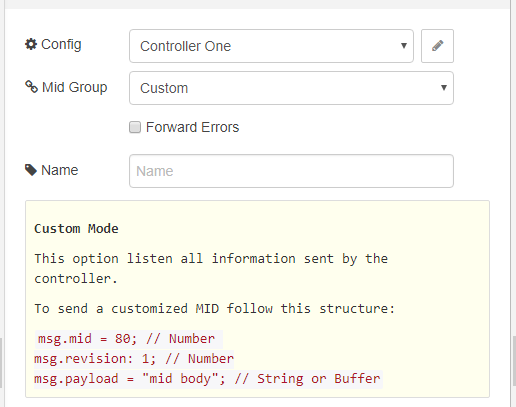 Config
Controller One
Mid Group
Custom
Forward Errors
Name
Name
Custom Mode
This option listen all information sent by the
controller.
To send a customized MID follow this structure:
msg.mid = 80; // Number
msg.revision: 1; // Number
msg.payload = "mid body"; // String or Buffer